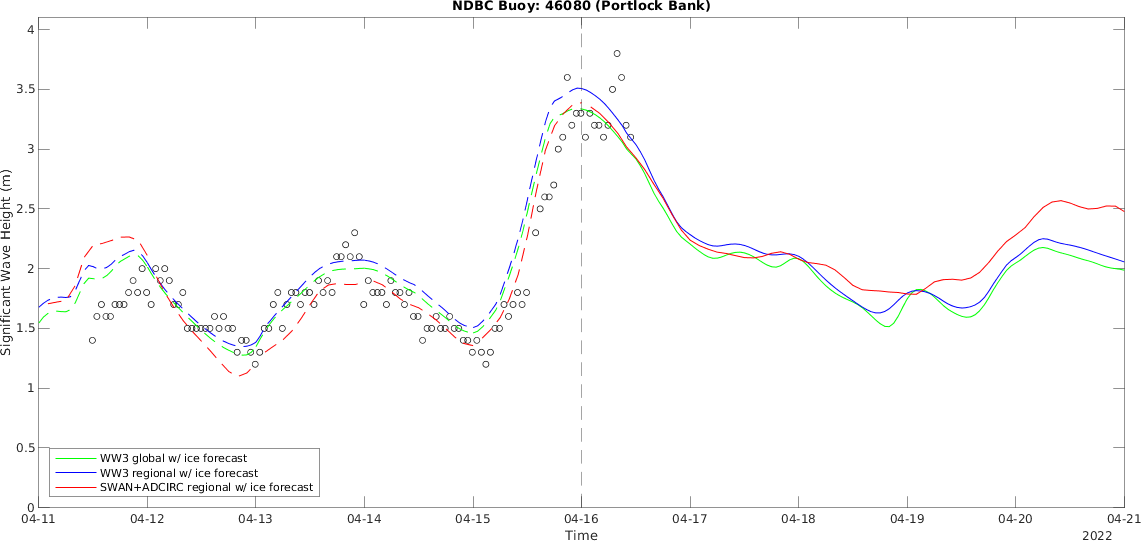 NDBC Buoy: 46080 (Portlock Bank)
4
3.5
3
2.5
2
1.5
1
0.5
0
Significant Wave Height (m)
WW3 global w/ ice forecast
WW3 regional w/ ice forecast
SWAN+ADCIRC regional w/ ice forecast
04-11 04-12 04-13 04-14 04-15 04-16 04-17 04-18 04-19 04-20 04-21
Time
2022